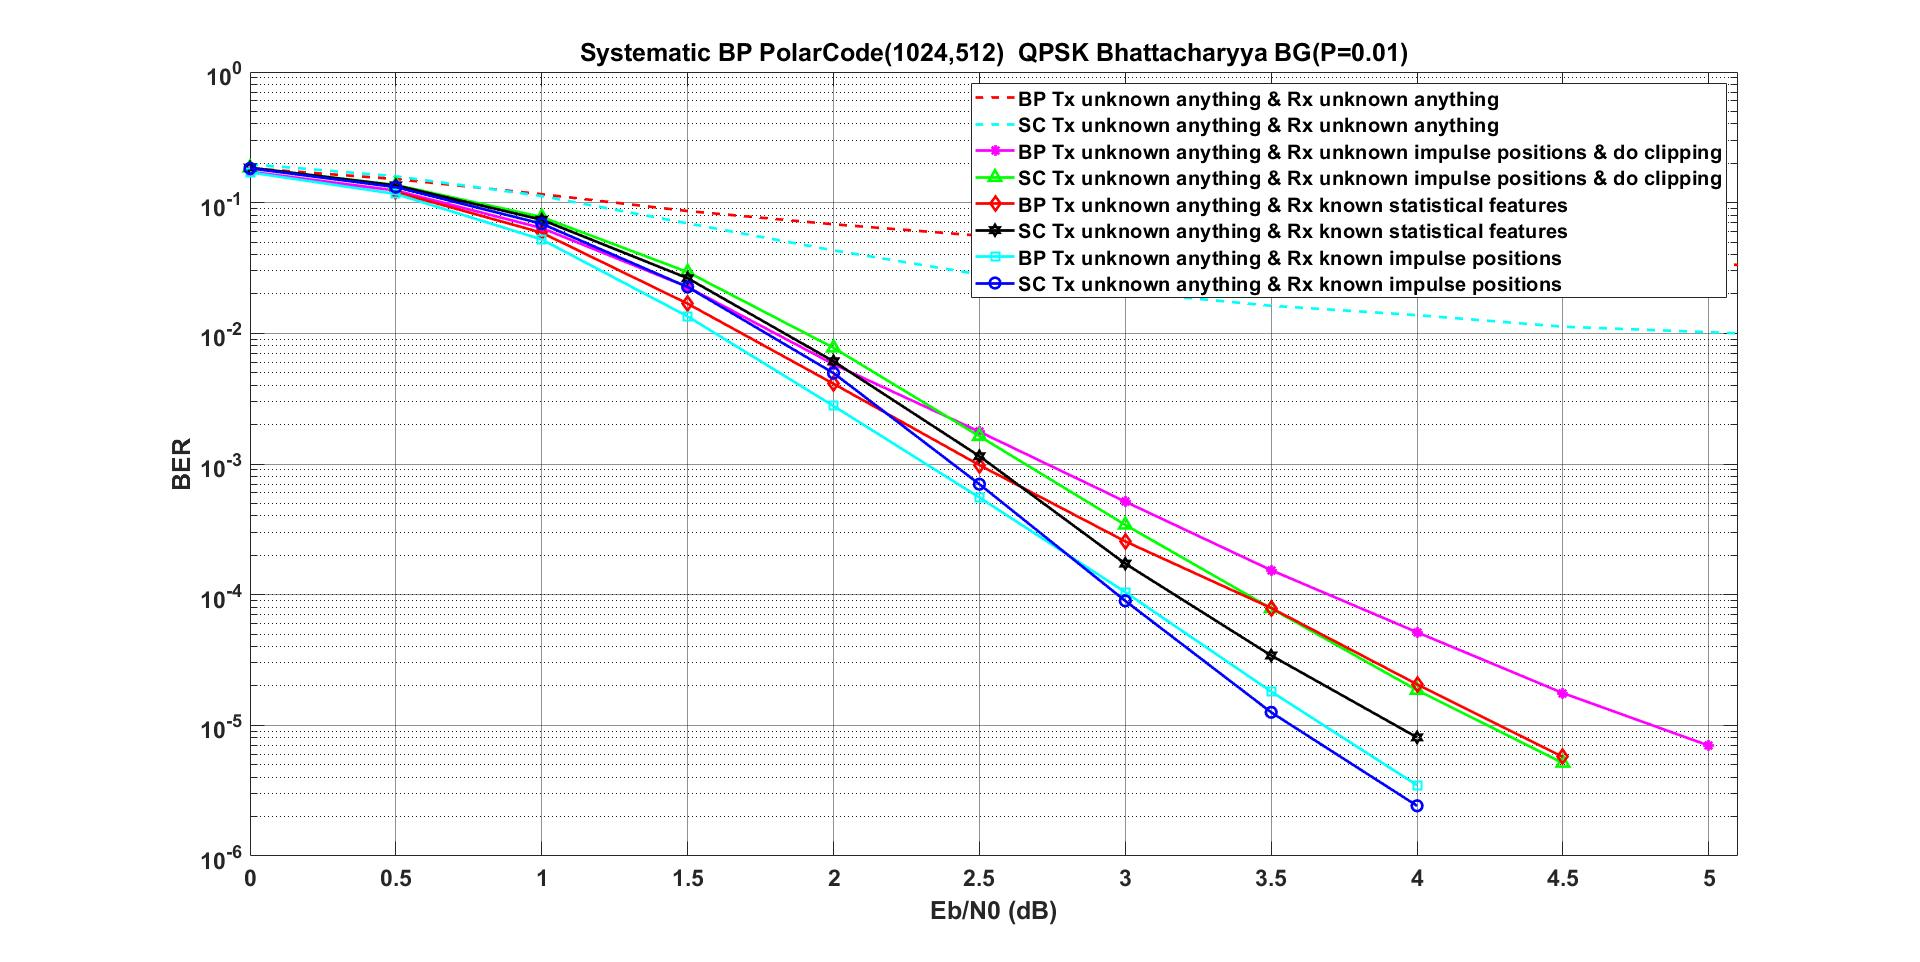 Systematic BP PolarCode(1024,512)  QPSK Bhattacharyya BG(P=0.01)
10^0
10^-1
10^-2
10^-3
10^-4
10^-5
10^-6
BER
BP Tx unknown anything & Rx unknown anything
SC Tx unknown anything & Rx unknown anything
BP Tx unknown anything & Rx unknown impulse positions & do clipping
SC Tx unknown anything & Rx unknown impulse positions & do clipping
BP Tx unknown anything & Rx known statistical features
SC Tx unknown anything & Rx known statistical features
BP Tx unknown anything & Rx known impulse positions
SC Tx unknown anything & Rx known impulse positions
0 0.5 1 1.5 2 2.5 3 3.5 4 4.5 5
Eb/N0 (dB)